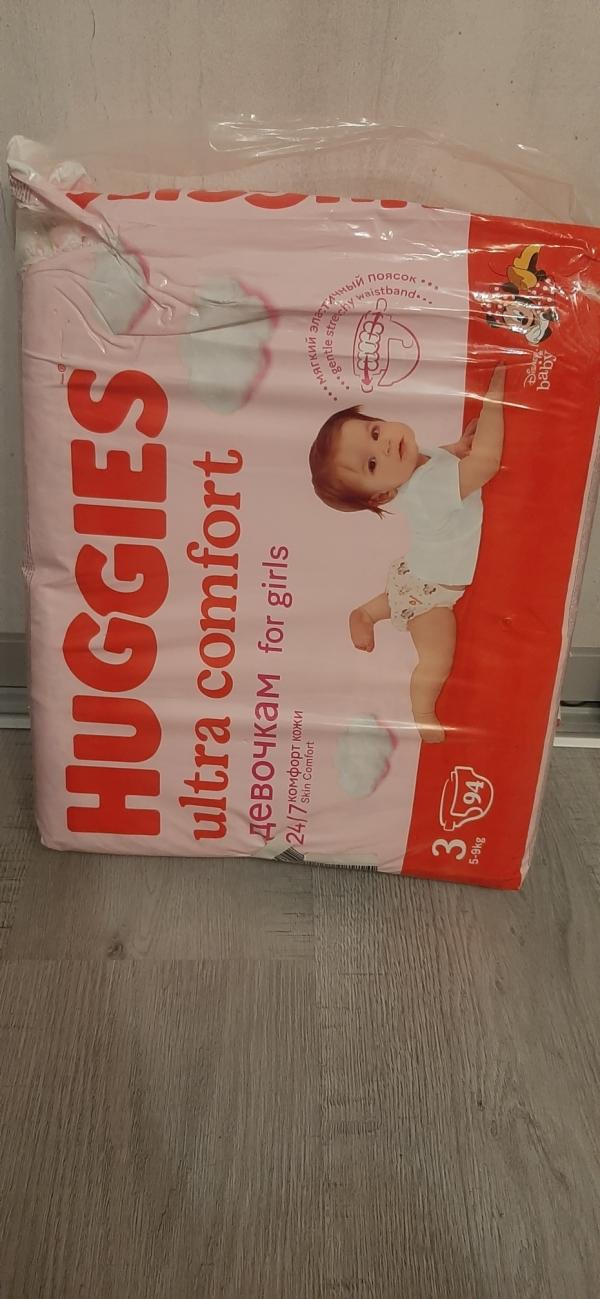 HUGGIES
ultra comfort
девочкам for girls
24/7 комфорт кожи
Skin Comfort
мягкий эластичный поясок
gentle strechy waistband
Disney
baby
3
5-9kg
94